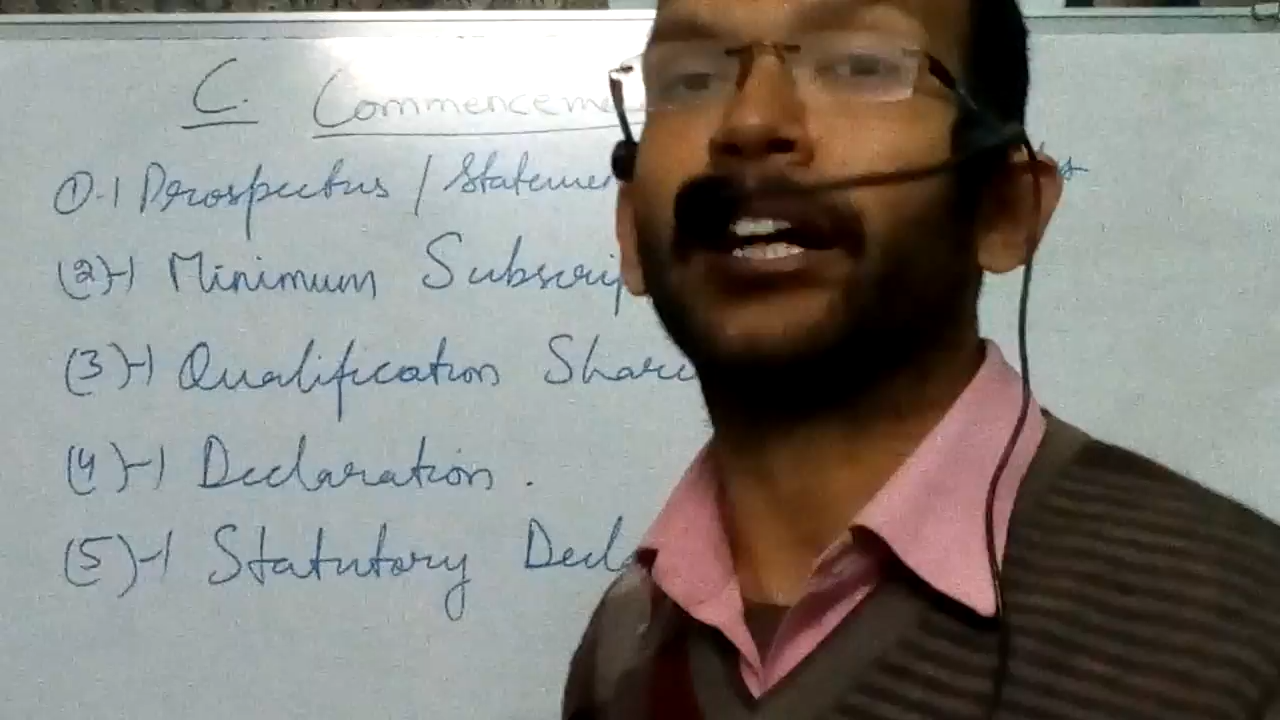 C. Commenceme
①-1 Prospectus / Statemen
(2)-1 Minimum Subscrip
(3)-1 Qualification Share
(4)-1 Declaration.
(5)-1 Statutory Decl